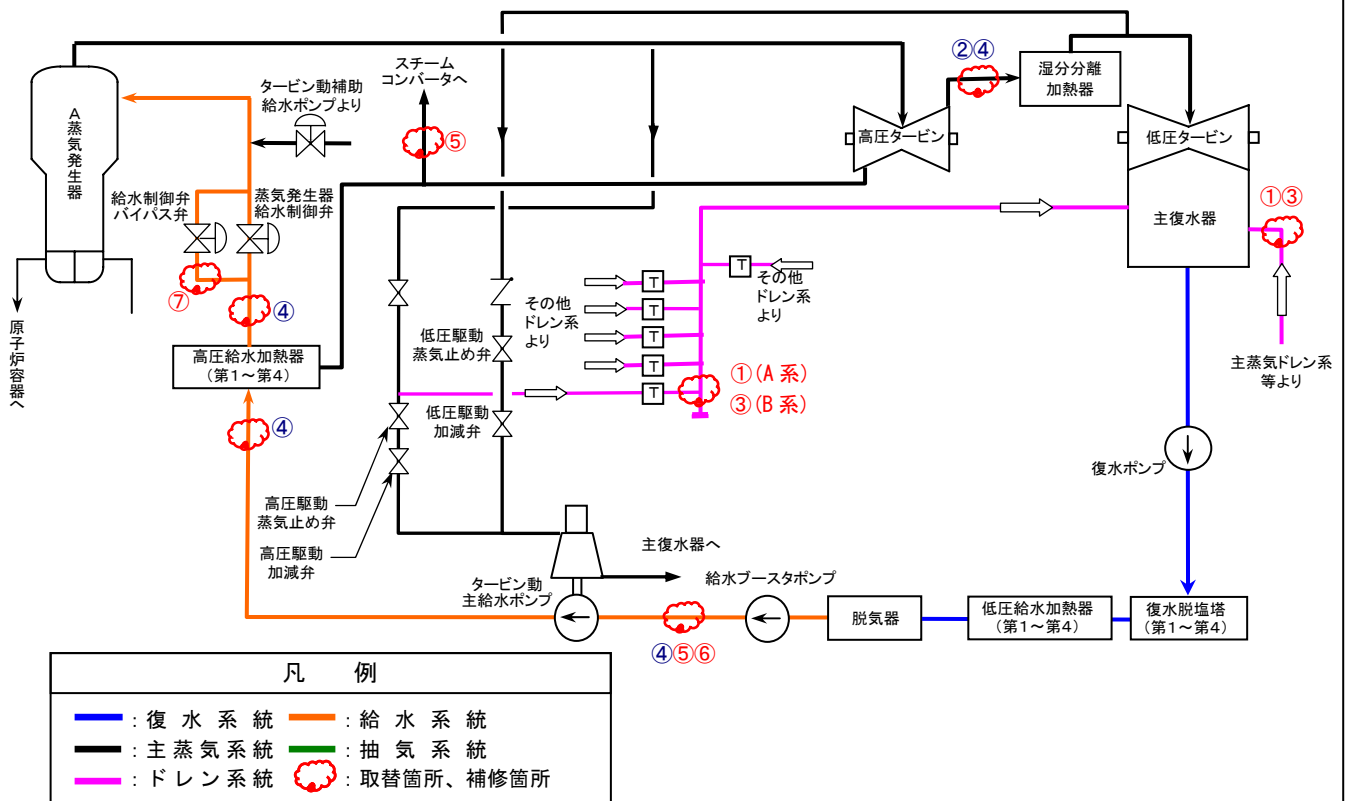 A蒸気発生器
原子炉容器へ
タービン動補助
給水ポンプより
スチーム
コンバータへ
⑤
②④
湿分分離
加熱器
高圧タービン
低圧タービン
主復水器
①③
主蒸気ドレン系
等より
給水制御弁
バイパス弁
蒸気発生器
給水制御弁
⑦
④
高圧給水加熱器
(第1～第4)
④
その他
ドレン系
より
T
T
T
T
T
T
その他
ドレン系
より
①(A系)
③(B系)
低圧駆動
蒸気止め弁
低圧駆動
加減弁
高圧駆動
蒸気止め弁
高圧駆動
加減弁
主復水器へ
タービン動
主給水ポンプ
給水ブースタポンプ
④⑤⑥
脱気器
低圧給水加熱器
(第1～第4)
復水脱塩塔
(第1～第4)
復水ポンプ
凡 例
：復水系統
：給水系統
：主蒸気系統
：抽気系統
：ドレン系統
：取替箇所、補修箇所